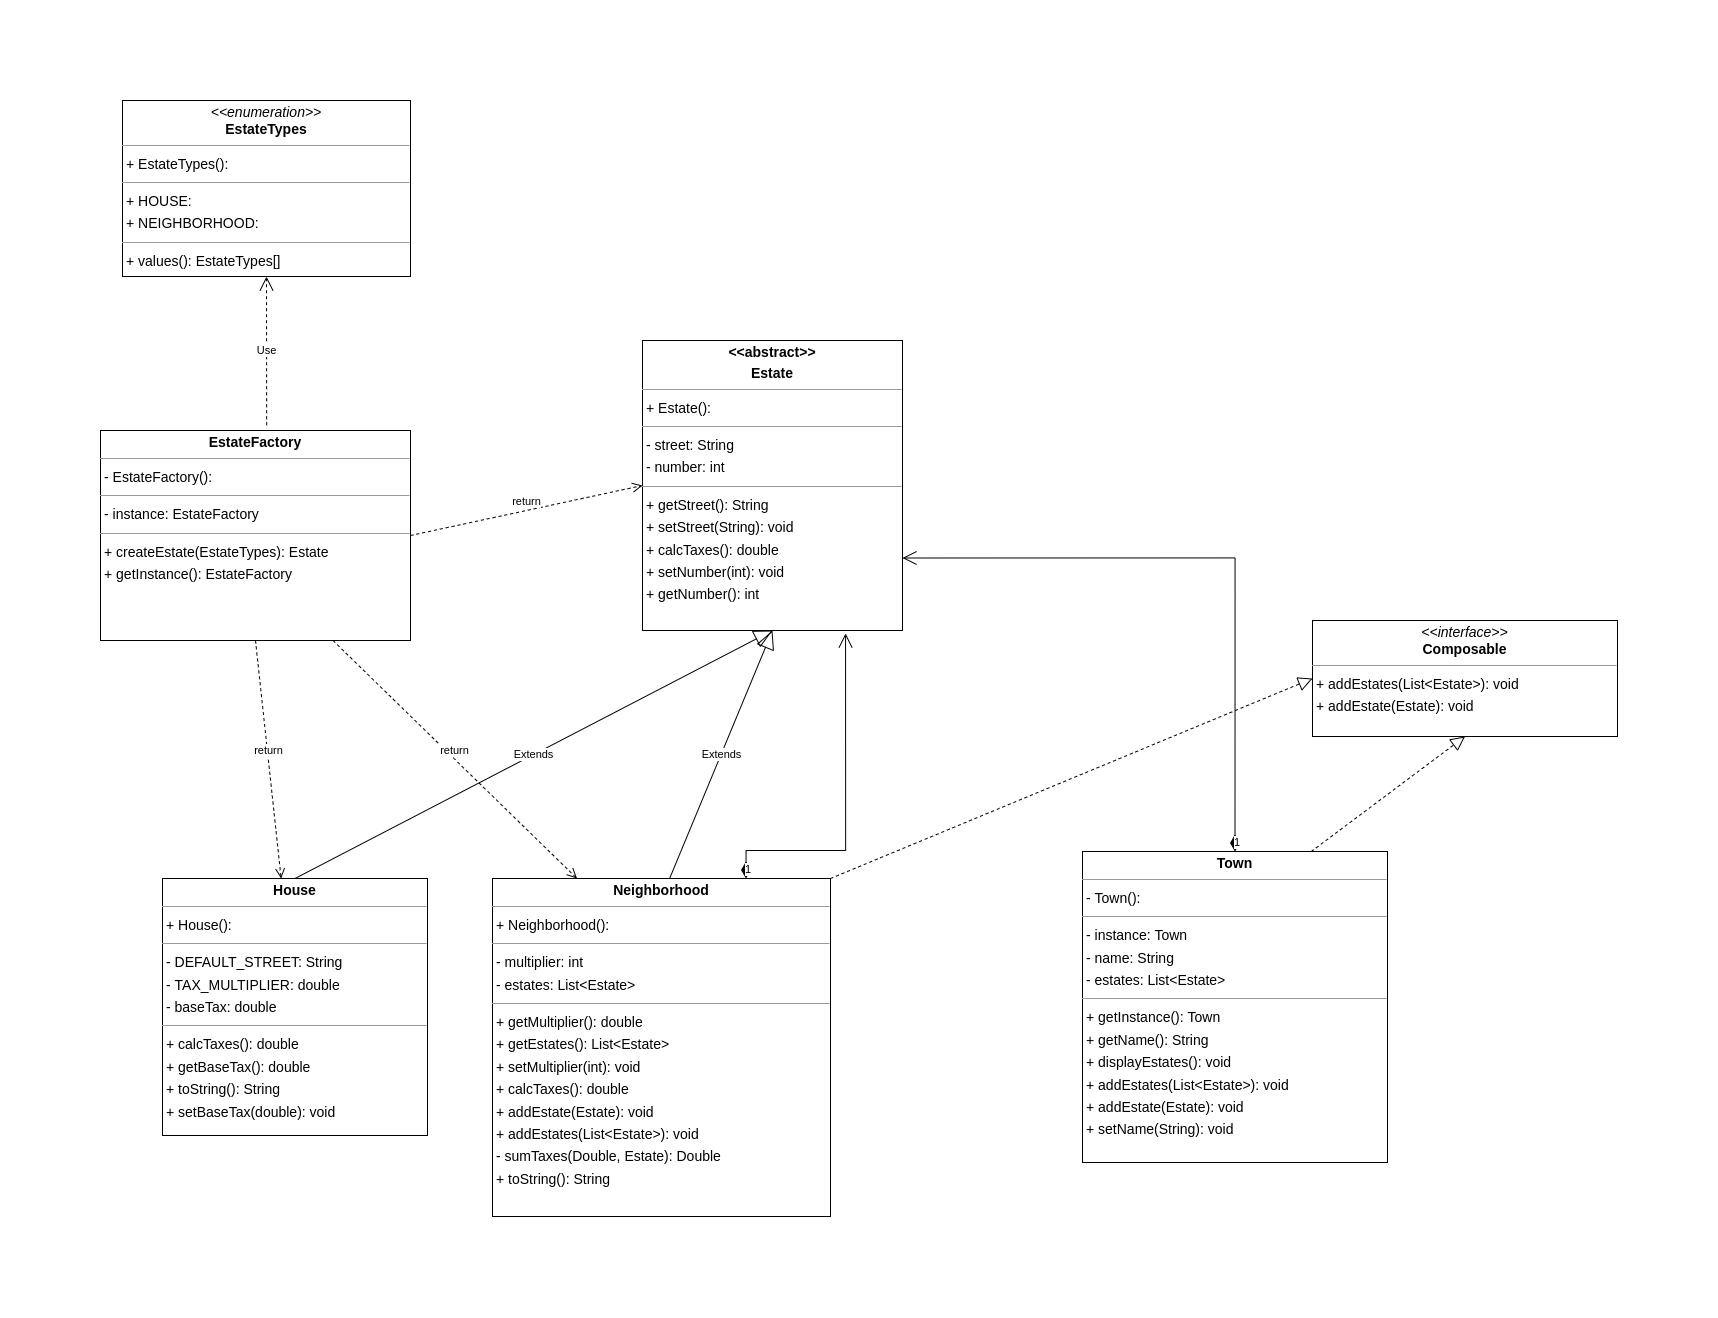 <<enumeration>>
EstateTypes
+ EstateTypes():
+ HOUSE:
+ NEIGHBORHOOD:
+ values(): EstateTypes[]
Use
EstateFactory
- EstateFactory():
- instance: EstateFactory
+ createEstate(EstateTypes): Estate
+ getInstance(): EstateFactory
return
<<abstract>>
Estate
+ Estate():
- street: String
- number: int
+ getStreet(): String
+ setStreet(String): void
+ calcTaxes(): double
+ setNumber(int): void
+ getNumber(): int
<<interface>>
Composable
+ addEstates(List<Estate>): void
+ addEstate(Estate): void
return
return
Extends
Extends
1
1
House
+ House():
- DEFAULT_STREET: String
- TAX_MULTIPLIER: double
- baseTax: double
+ calcTaxes(): double
+ getBaseTax(): double
+ toString(): String
+ setBaseTax(double): void
Neighborhood
+ Neighborhood():
- multiplier: int
- estates: List<Estate>
+ getMultiplier(): double
+ getEstates(): List<Estate>
+ setMultiplier(int): void
+ calcTaxes(): double
+ addEstate(Estate): void
+ addEstates(List<Estate>): void
- sumTaxes(Double, Estate): Double
+ toString(): String
Town
- Town():
- instance: Town
- name: String
- estates: List<Estate>
+ getInstance(): Town
+ getName(): String
+ displayEstates(): void
+ addEstates(List<Estate>): void
+ addEstate(Estate): void
+ setName(String): void